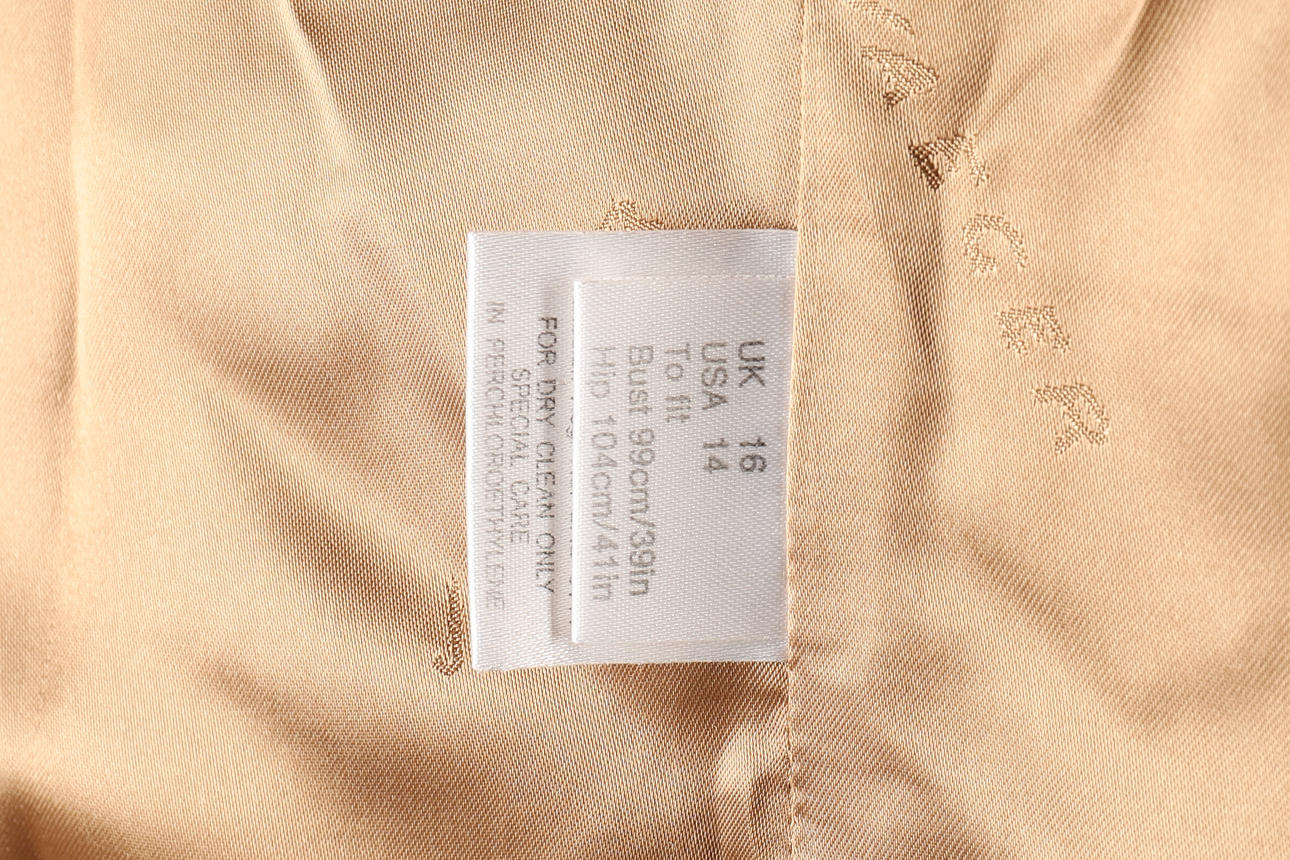 UK 16
USA 14
To fit
Bust 99cm/39in
Hip 104cm/41in
FOR DRY CLEAN ONLY
SPECIAL CARE
IN PERCHLOROETHYLENE
AEGER
J